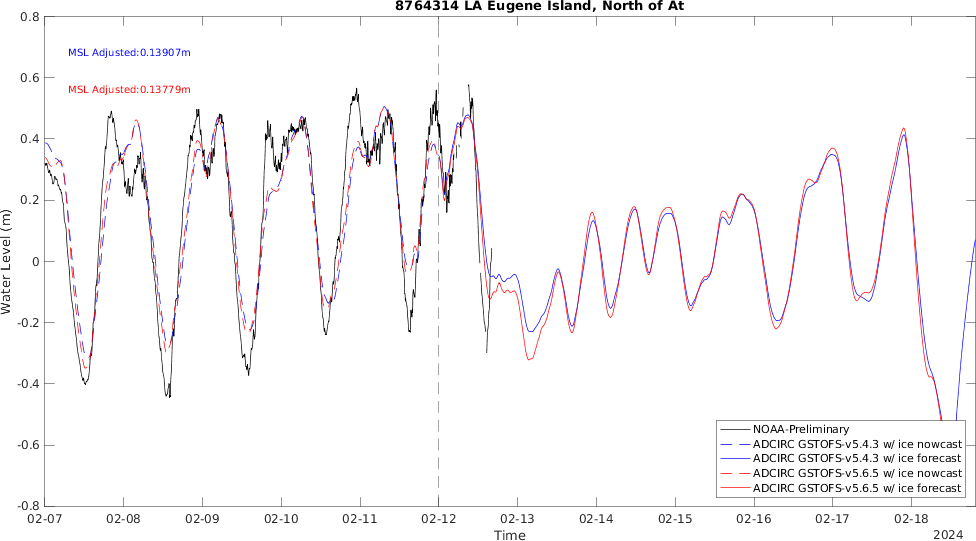 8764314 LA Eugene Island, North of At
MSL Adjusted:0.13907m
MSL Adjusted:0.13779m
0.8
0.6
0.4
0.2
0
-0.2
-0.4
-0.6
-0.8
Water Level (m)
NOAA-Preliminary
ADCIRC GSTOFS-v5.4.3 w/ ice nowcast
ADCIRC GSTOFS-v5.4.3 w/ ice forecast
ADCIRC GSTOFS-v5.6.5 w/ ice nowcast
ADCIRC GSTOFS-v5.6.5 w/ ice forecast
02-07 02-08 02-09 02-10 02-11 02-12 02-13 02-14 02-15 02-16 02-17 02-18
Time
2024